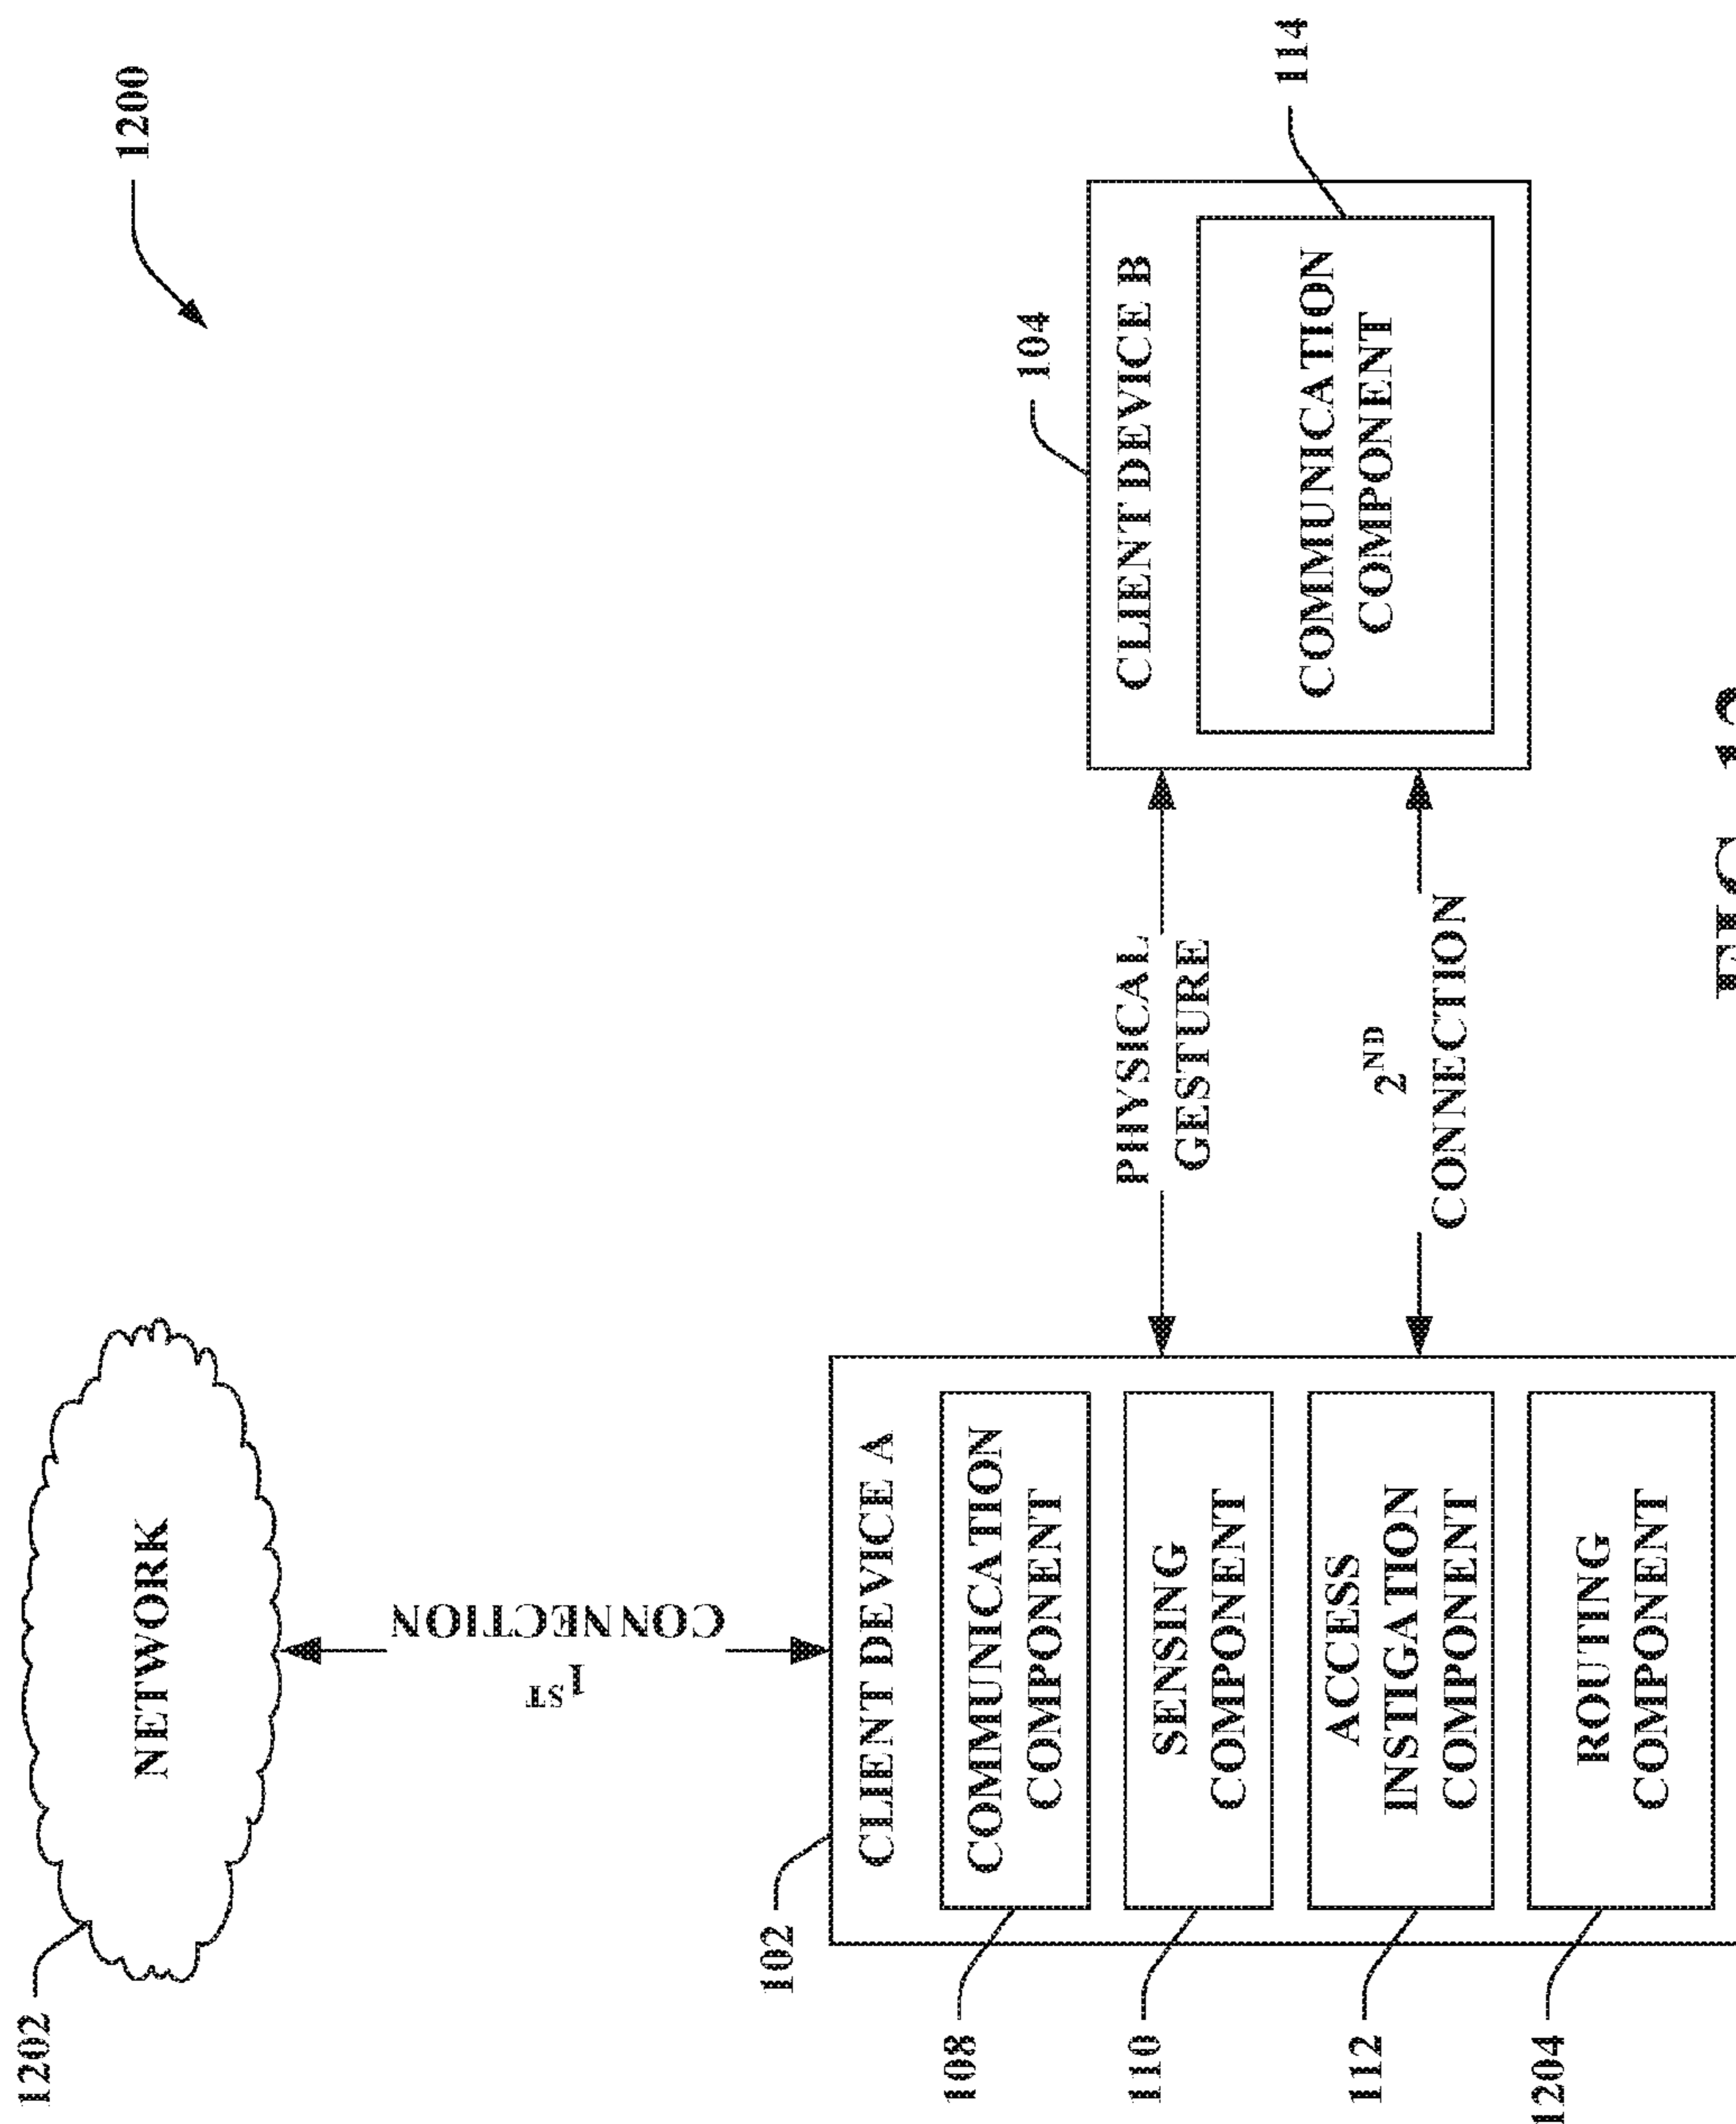 1200
1202
NETWORK
1ST
CONNECTION
102
CLIENT DEVICE A
108
COMMUNICATION
COMPONENT
110
SENSING
COMPONENT
112
ACCESS
INSTIGATION
COMPONENT
1204
ROUTING
COMPONENT
PHYSICAL
GESTURE
2ND
CONNECTION
104
CLIENT DEVICE B
COMMUNICATION
COMPONENT
114